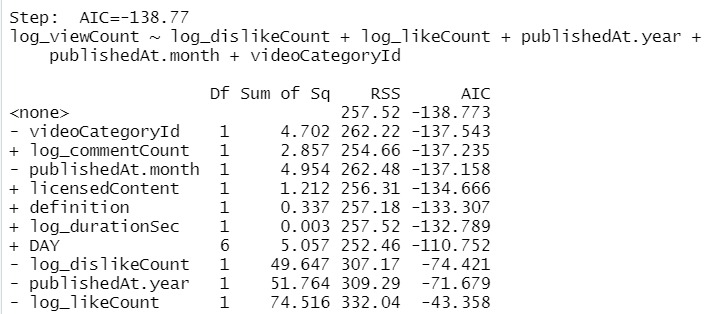 Step:  AIC=-138.77
log_viewCount ~ log_dislikeCount + log_likeCount + publishedAt.year +
    publishedAt.month + videoCategoryId

                    Df Sum of Sq    RSS      AIC
<none>                           257.52 -138.773
- videoCategoryId    1     4.702 262.22 -137.543
+ log_commentCount   1     2.857 254.66 -137.235
- publishedAt.month  1     4.954 262.48 -137.158
+ licensedContent    1     1.212 256.31 -134.666
+ definition         1     0.337 257.18 -133.307
+ log_durationSec    1     0.003 257.52 -132.789
+ DAY                6     5.057 252.46 -110.752
- log_dislikeCount   1    49.647 307.17  -74.421
- publishedAt.year   1    51.764 309.29  -71.679
- log_likeCount      1    74.516 332.04  -43.358